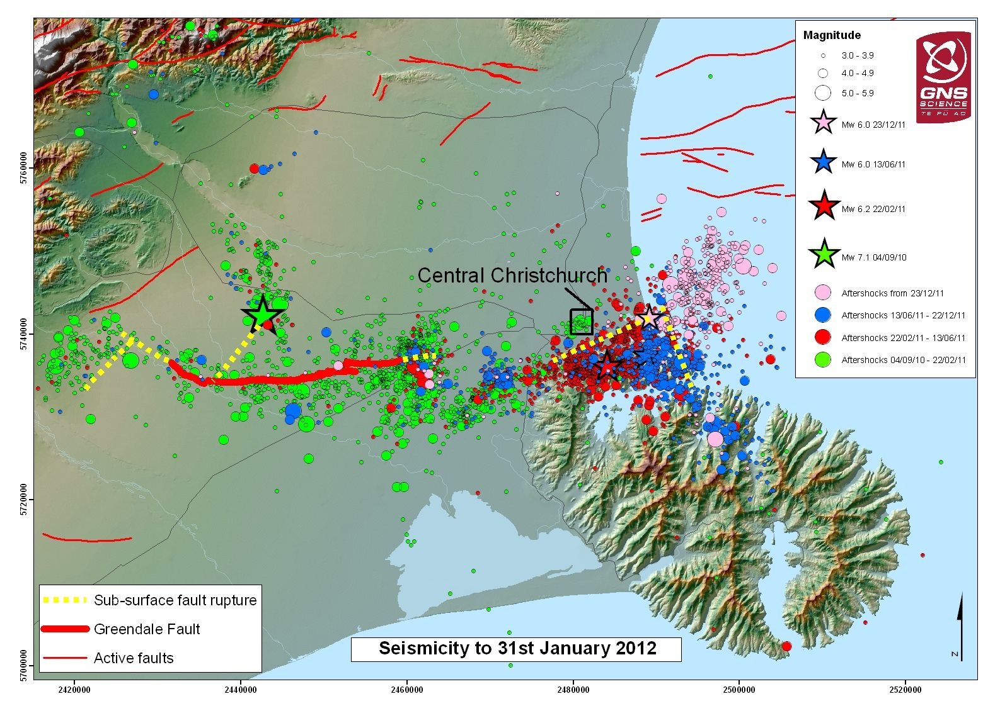 Magnitude
3.0 - 3.9
4.0 - 4.9
5.0 - 5.9
GNS
SCIENCE
TE PŪ AO
Mw 6.0 23/12/11
Mw 6.0 13/06/11
Mw 6.2 22/02/11
Mw 7.1 04/09/10
Aftershocks from 23/12/11
Aftershocks 13/06/11 - 22/12/11
Aftershocks 22/02/11 - 13/06/11
Aftershocks 04/09/10 - 22/02/11
Central Christchurch
5760000
5740000
5720000
5700000
Sub-surface fault rupture
Greendale Fault
Active faults
Seismicity to 31st January 2012
N
2420000
2440000
2460000
2480000
2500000
2520000